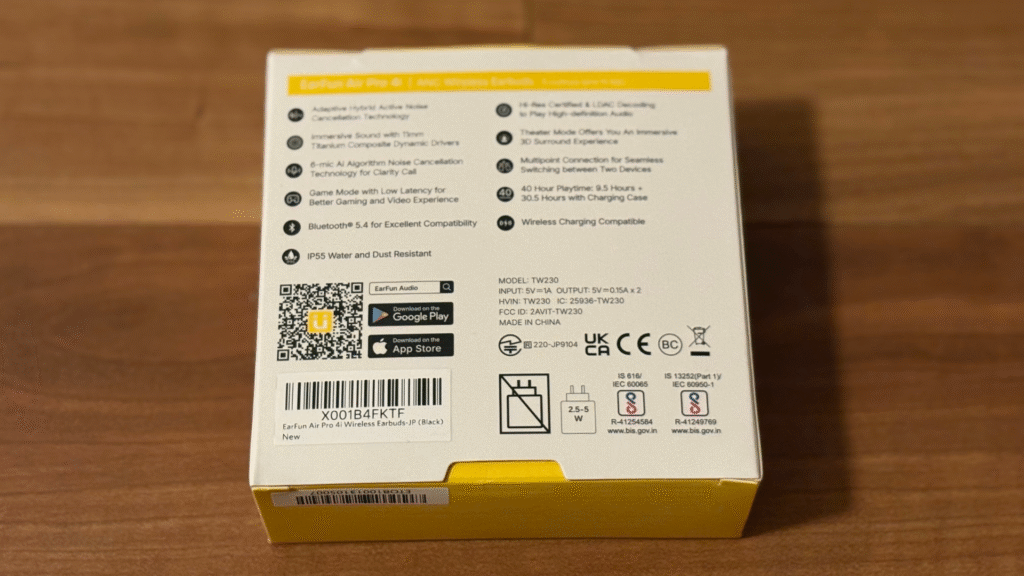 EarFun Air Pro 4i | ANC Wireless Earbuds
Adaptive Hybrid Active Noise
Cancellation Technology
Immersive Sound with 11mm
Titanium Composite Dynamic Drivers
6-mic AI Algorithm Noise Cancellation
Technology for Clarity Call
Game Mode with Low Latency for
Better Gaming and Video Experience
Bluetooth® 5.4 for Excellent Compatibility
IP55 Water and Dust Resistant
Hi-Res Certified & LDAC Decoding
to Play High-definition Audio
Theater Mode Offers You An Immersive
3D Surround Experience
Multipoint Connection for Seamless
Switching between Two Devices
40
40 Hour Playtime: 9.5 Hours +
30.5 Hours with Charging Case
Wireless Charging Compatible
EarFun Audio
Download on the
Google Play
Download on the
App Store
MODEL: TW230
INPUT: 5V⎓1A OUTPUT: 5V⎓0.15A x 2
HVIN: TW230 IC: 25936-TW230
FCC ID: 2AVIT-TW230
MADE IN CHINA
R 220-JP9104
UK
CA
CE
BC
X001B4FKTF
EarFun Air Pro 4i Wireless Earbuds-JP (Black)
New
2.5-5
W
IS 616/
IEC 60065
R-41254584
www.bis.gov.in
IS 13252(Part 1)/
IEC 60950-1
R-41249769
www.bis.gov.in